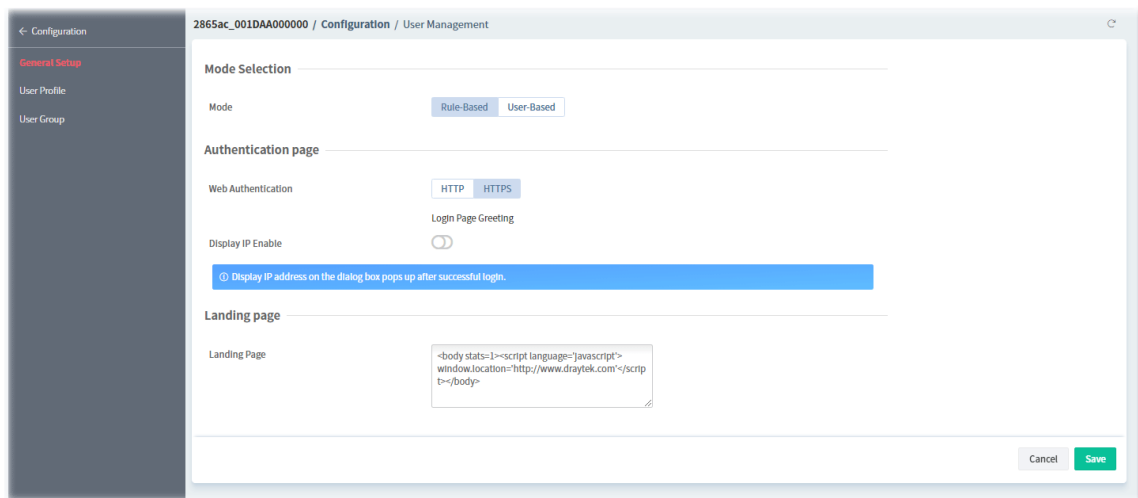 ← Configuration
General Setup
User Profile
User Group
2865ac_001DAA000000 / Configuration / User Management
Mode Selection
Mode
Rule-Based User-Based
Authentication page
Web Authentication
HTTP HTTPS
Login Page Greeting
Display IP Enable
Display IP address on the dialog box pops up after successful login.
Landing page
Landing Page
<body stats=1><script language='javascript'>
window.location='http://www.draytek.com'</scrip
t></body>
Cancel Save